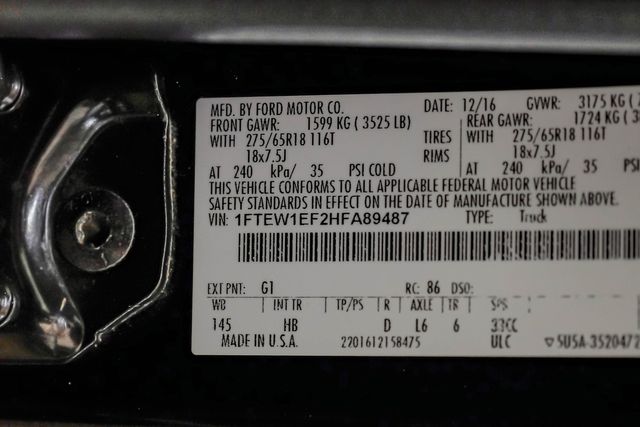 MFD. BY FORD MOTOR CO. DATE: 12/16 GVWR: 3175 KG (
FRONT GAWR: 1599 KG ( 3525 LB) REAR GAWR: 1724 KG (
WITH 275/65R18 116T TIRES WITH 275/65R18 116T
18x7.5J RIMS 18x7.5J
AT 240 kPa/ 35 PSI COLD AT 240 kPa/ 35 PSI
THIS VEHICLE CONFORMS TO ALL APPLICABLE FEDERAL MOTOR VEHICLE
SAFETY STANDARDS IN EFFECT ON THE DATE OF MANUFACTURE SHOWN ABOVE.
VIN: 1FTEW1EF2HFA89487 TYPE: Truck
EXT PNT: G1 RC: 86 DSO:
WB INT TR TP/PS R AXLE TR SPS
145 HB D L6 6 33CC
MADE IN U.S.A. 2201612158475 ULC 5U5A-3520472